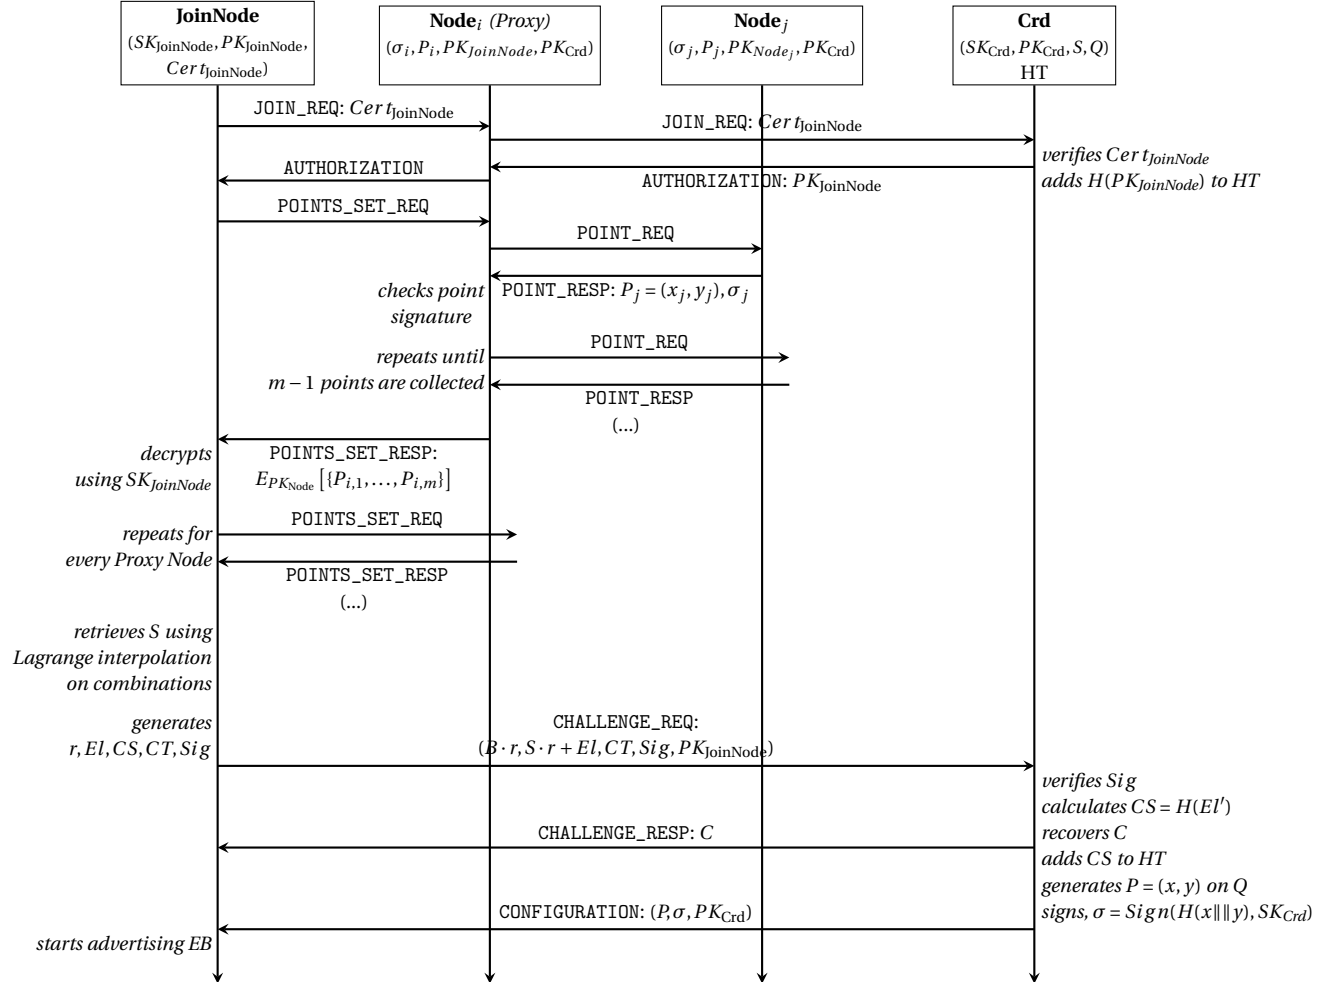 JoinNode
(SK_JoinNode, PK_JoinNode,
Cert_JoinNode)
Node_i (Proxy)
(σ_i, P_i, PK_JoinNode, PK_Crd)
Node_j
(σ_j, P_j, PK_Node_j, PK_Crd)
Crd
(SK_Crd, PK_Crd, S, Q)
HT
JOIN_REQ: Cert_JoinNode
JOIN_REQ: Cert_JoinNode
verifies Cert_JoinNode
adds H(PK_JoinNode) to HT
AUTHORIZATION
AUTHORIZATION: PK_JoinNode
POINTS_SET_REQ
POINT_REQ
checks point
signature
POINT_RESP: P_j = (x_j, y_j), σ_j
POINT_REQ
repeats until
m − 1 points are collected
POINT_RESP
(...)
decrypts
using SK_JoinNode
POINTS_SET_RESP:
E_PK_Node [{P_i,1, ..., P_i,m}]
POINTS_SET_REQ
repeats for
every Proxy Node
POINTS_SET_RESP
(...)
retrieves S using
Lagrange interpolation
on combinations
generates
r, El, CS, CT, Sig
CHALLENGE_REQ:
(B · r, S · r + El, CT, Sig, PK_JoinNode)
verifies Sig
calculates CS = H(El′)
recovers C
adds CS to HT
CHALLENGE_RESP: C
generates P = (x, y) on Q
signs, σ = Sign(H(x‖‖y), SK_Crd)
CONFIGURATION: (P, σ, PK_Crd)
starts advertising EB